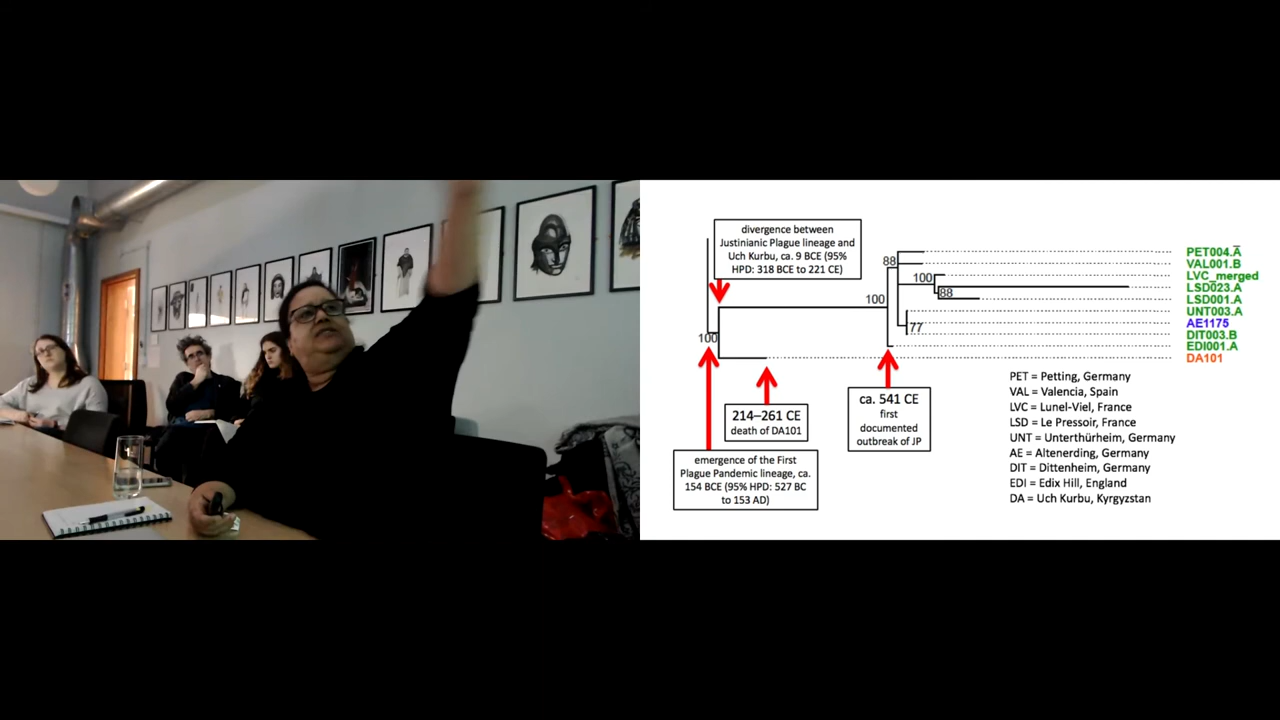 divergence between
Justinianic Plague lineage and
Uch Kurbu, ca. 9 BCE (95%
HPD: 318 BCE to 221 CE)
88
100
88
100
77
100
PET004.A
VAL001.B
LVC_merged
LSD023.A
LSD001.A
UNT003.A
AE1175
DIT003.B
EDI001.A
DA101
214–261 CE
death of DA101
ca. 541 CE
first
documented
outbreak of JP
emergence of the First
Plague Pandemic lineage, ca.
154 BCE (95% HPD: 527 BC
to 153 AD)
PET = Petting, Germany
VAL = Valencia, Spain
LVC = Lunel-Viel, France
LSD = Le Pressoir, France
UNT = Unterthürheim, Germany
AE = Altenerding, Germany
DIT = Dittenheim, Germany
EDI = Edix Hill, England
DA = Uch Kurbu, Kyrgyzstan